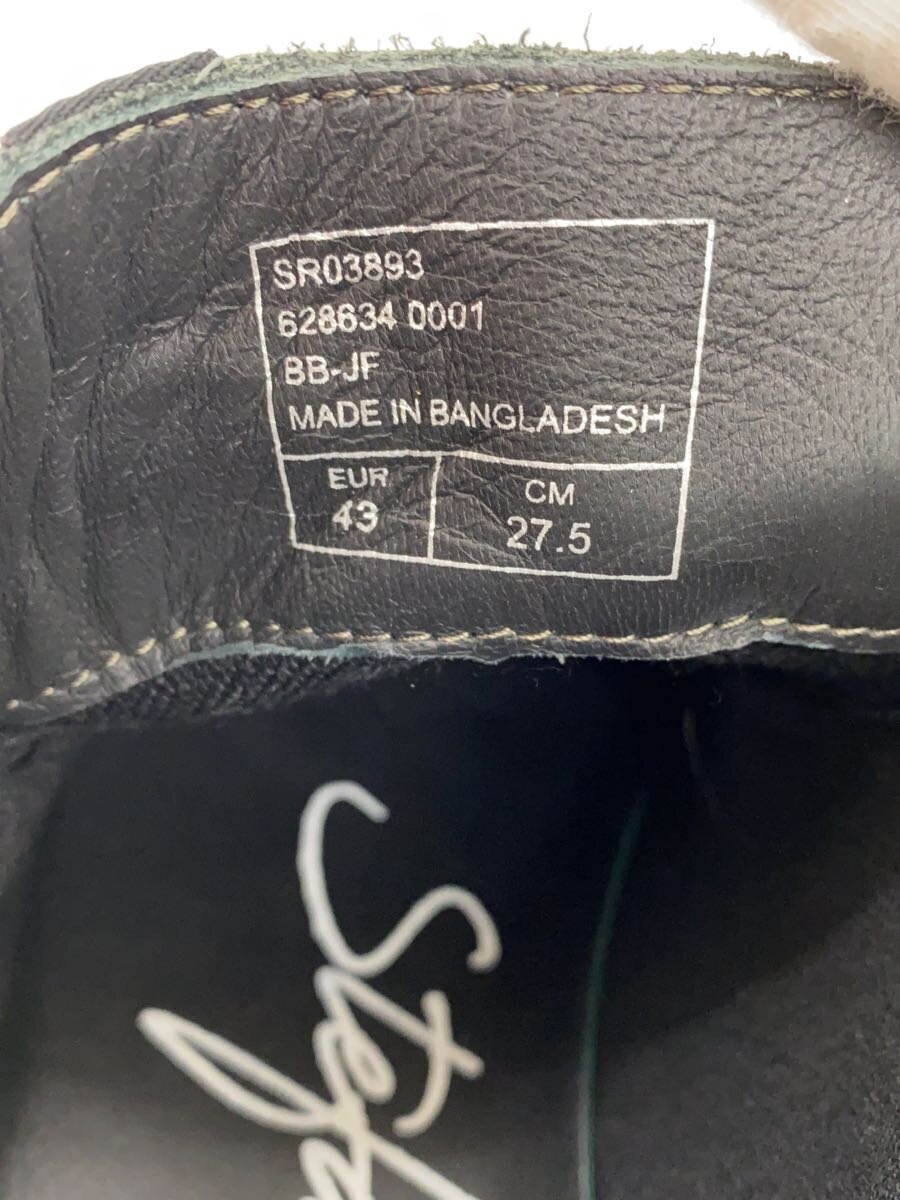 SR03893
628634 0001
BB-JF
MADE IN BANGLADESH
EUR
43
CM
27.5